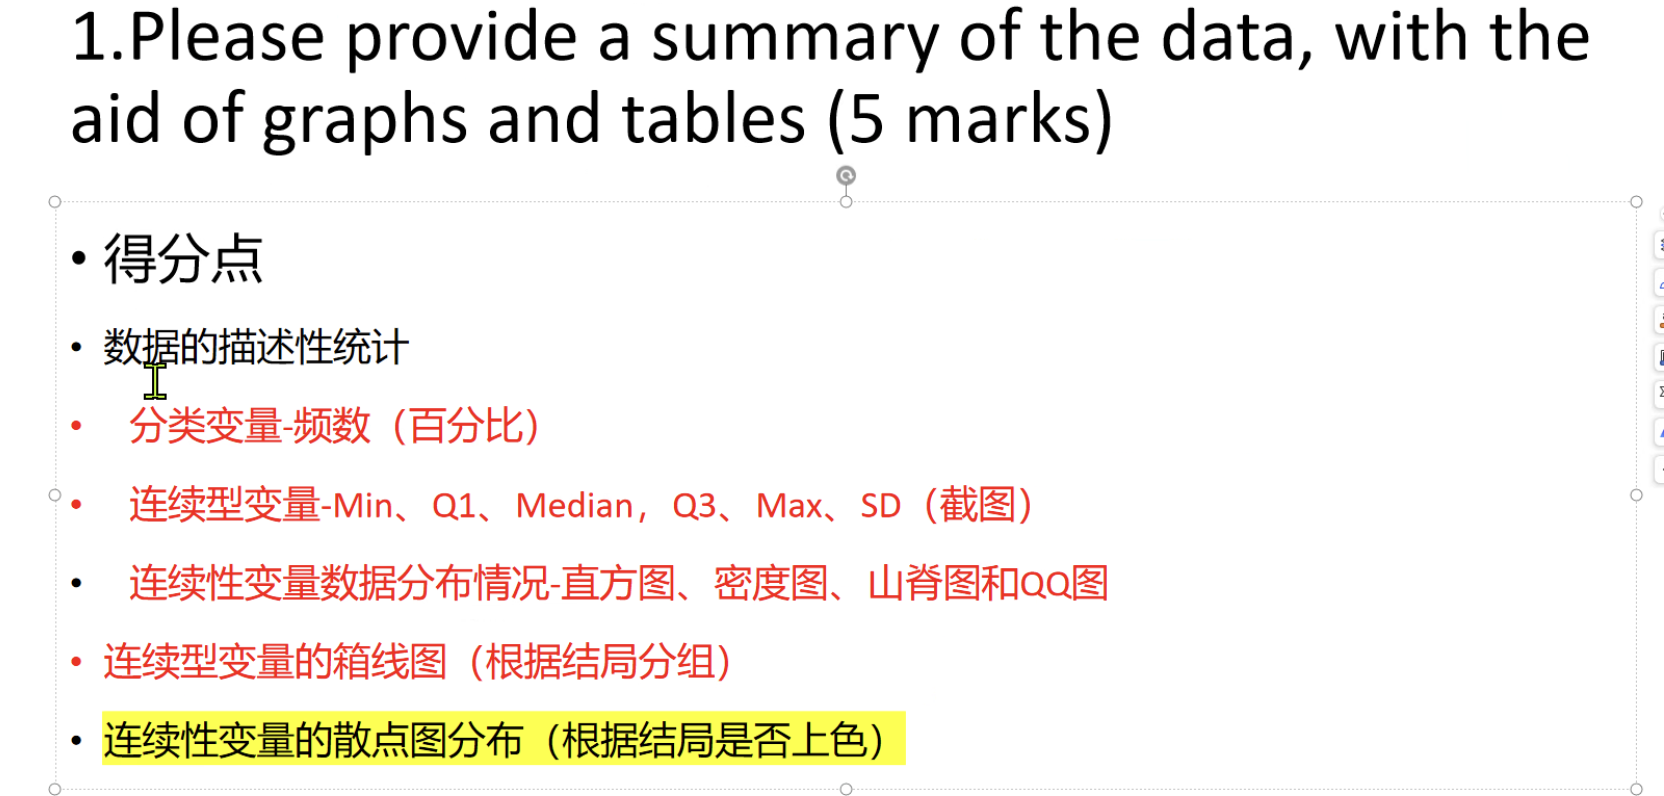 1.Please provide a summary of the data, with the
aid of graphs and tables (5 marks)
• 得分点
• 数据的描述性统计
• 分类变量-频数（百分比）
• 连续型变量-Min、Q1、Median，Q3、Max、SD（截图）
• 连续性变量数据分布情况-直方图、密度图、山脊图和QQ图
• 连续型变量的箱线图（根据结局分组）
• 连续性变量的散点图分布（根据结局是否上色）